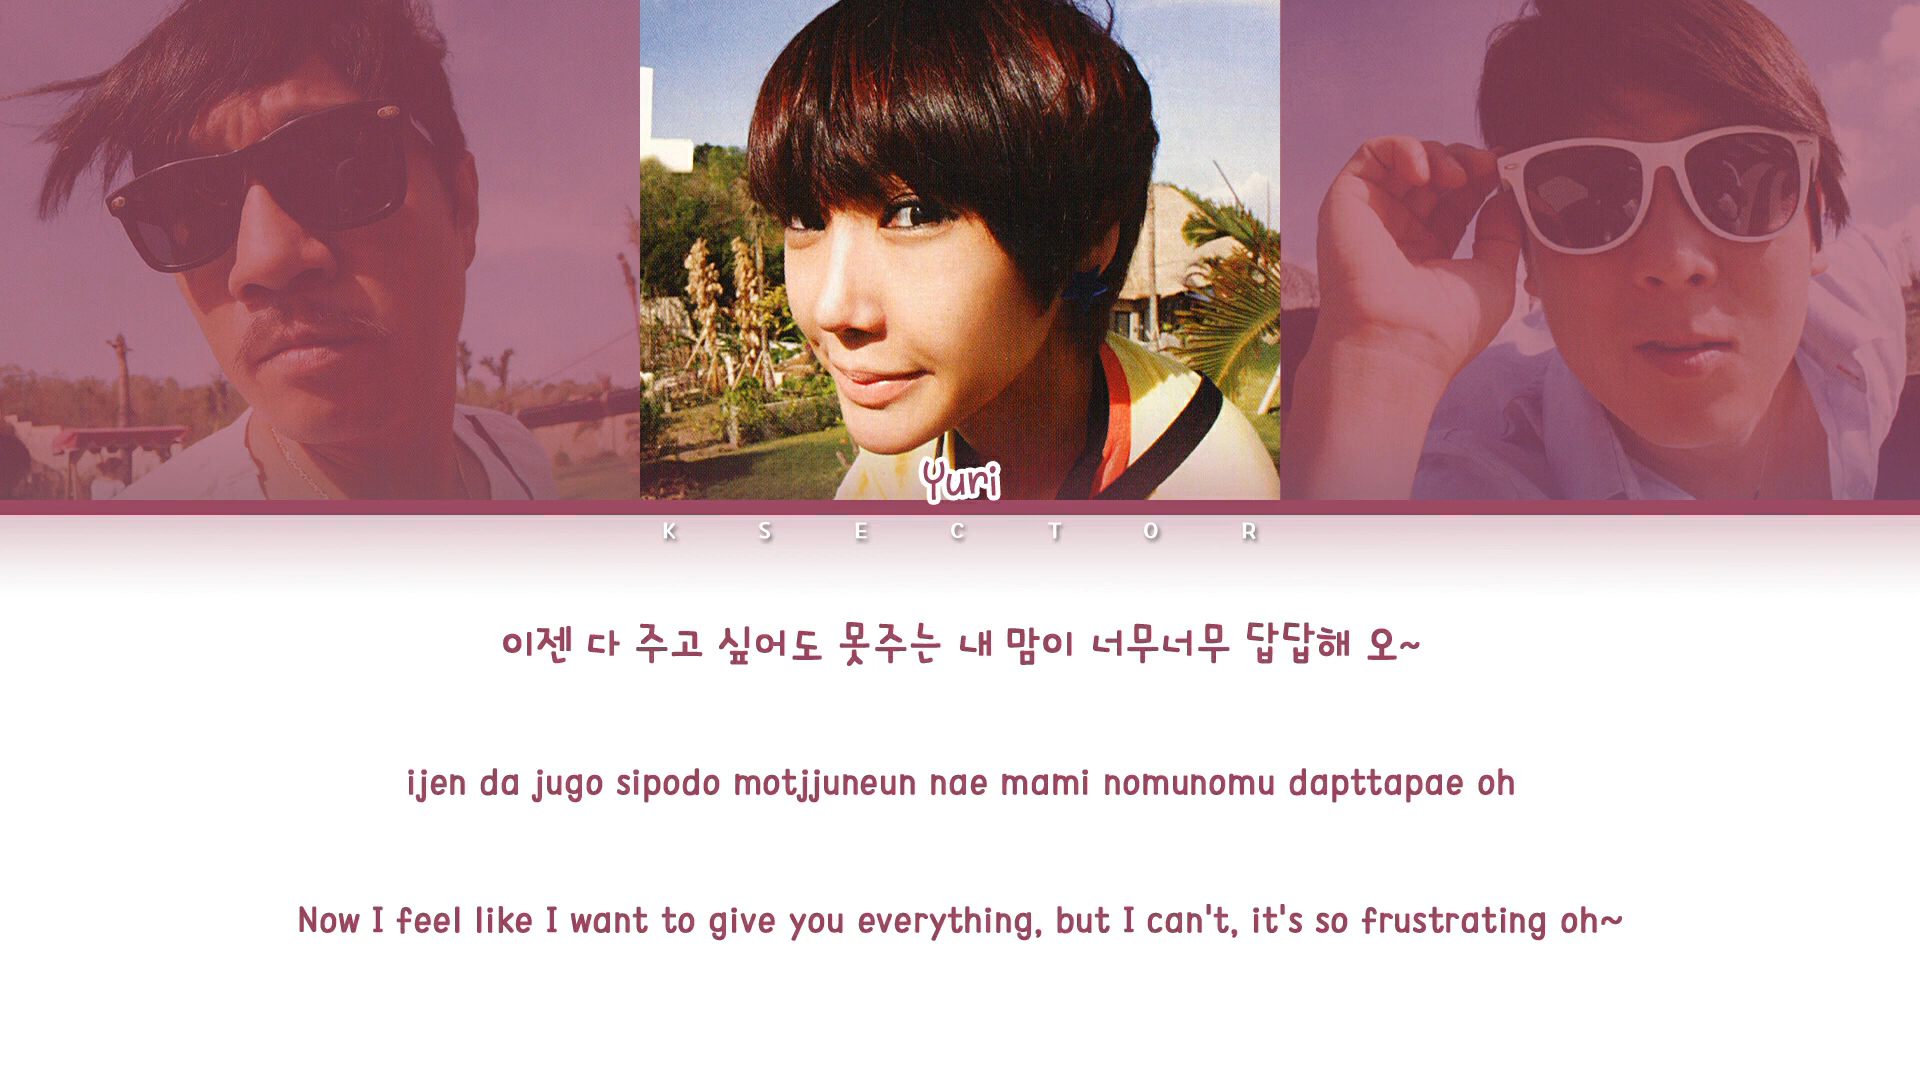 Yuri
K S E C T O R
이젠 다 주고 싶어도 못주는 내 맘이 너무너무 답답해 오~
ijen da jugo sipodo motjjuneun nae mami nomunomu dapttapae oh
Now I feel like I want to give you everything, but I can't, it's so frustrating oh~